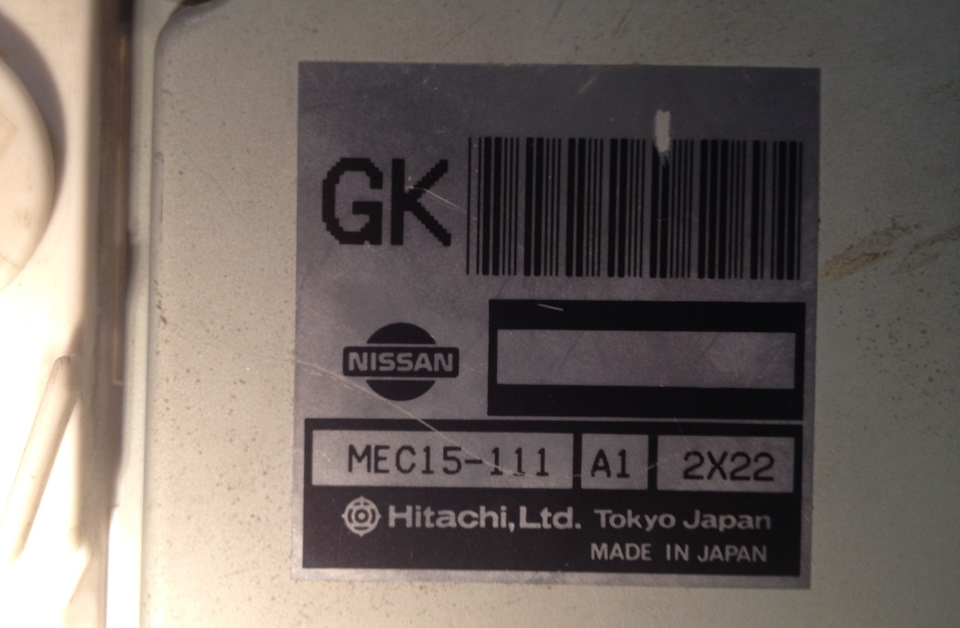 GK
NISSAN
MEC15-111 A1 2X22
Hitachi,Ltd. Tokyo Japan
MADE IN JAPAN